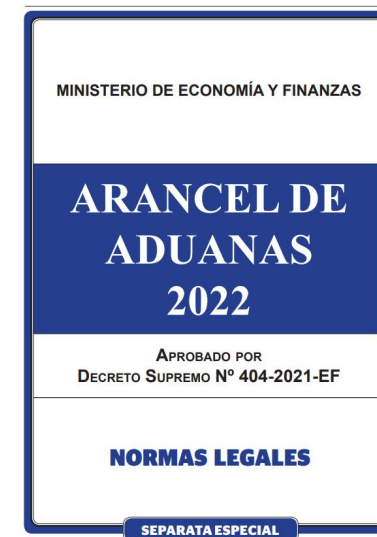 MINISTERIO DE ECONOMÍA Y FINANZAS
ARANCEL DE
ADUANAS
2022
APROBADO POR
DECRETO SUPREMO Nº 404-2021-EF
NORMAS LEGALES
SEPARATA ESPECIAL